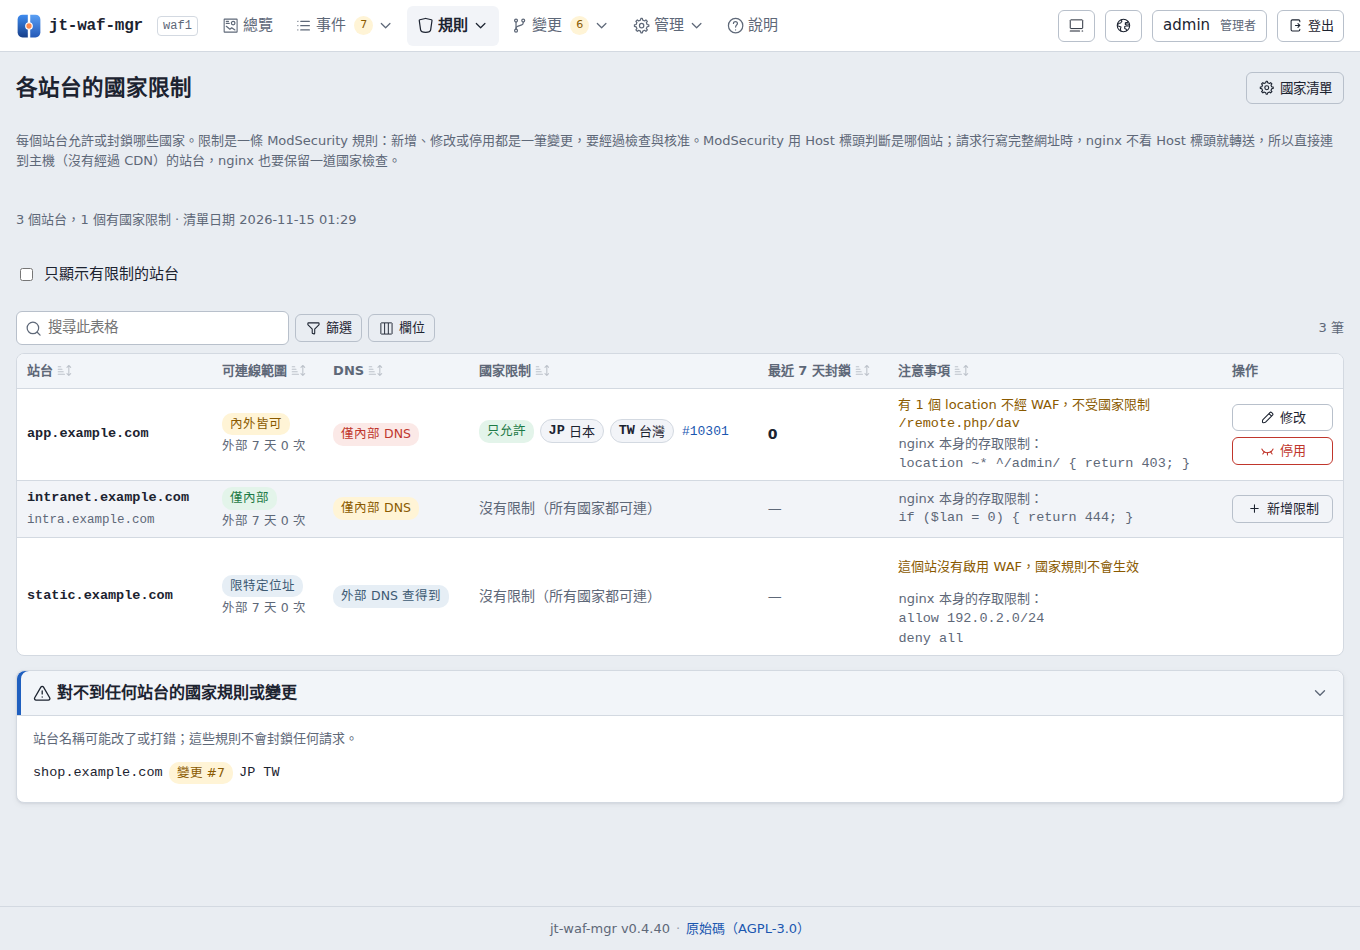 jt-waf-mgr waf1 總覽 事件 7 規則 變更 6 管理 說明 admin 管理者 登出
各站台的國家限制 國家清單
每個站台允許或封鎖哪些國家。限制是一條 ModSecurity 規則：新增、修改或停用都是一筆變更，要經過檢查與核准。ModSecurity 用 Host 標頭判斷是哪個站；請求行寫完整網址時，nginx 不看 Host 標頭就轉送，所以直接連
到主機（沒有經過 CDN）的站台，nginx 也要保留一道國家檢查。
3 個站台，1 個有國家限制 · 清單日期 2026-11-15 01:29
只顯示有限制的站台
搜尋此表格 篩選 欄位 3 筆
站台 可連線範圍 DNS 國家限制 最近 7 天封鎖 注意事項 操作
app.example.com
內外皆可
外部 7 天 0 次
僅內部 DNS
只允許 JP 日本 TW 台灣 #10301
0
有 1 個 location 不經 WAF，不受國家限制
/remote.php/dav
nginx 本身的存取限制：
location ~* ^/admin/ { return 403; }
修改
停用
intranet.example.com
intra.example.com
僅內部
外部 7 天 0 次
僅內部 DNS
沒有限制（所有國家都可連）
—
nginx 本身的存取限制：
if ($lan = 0) { return 444; }
新增限制
static.example.com
限特定位址
外部 7 天 0 次
外部 DNS 查得到
沒有限制（所有國家都可連）
—
這個站沒有啟用 WAF，國家規則不會生效
nginx 本身的存取限制：
allow 192.0.2.0/24
deny all
對不到任何站台的國家規則或變更
站台名稱可能改了或打錯；這些規則不會封鎖任何請求。
shop.example.com 變更 #7 JP TW
jt-waf-mgr v0.4.40 · 原始碼（AGPL-3.0）